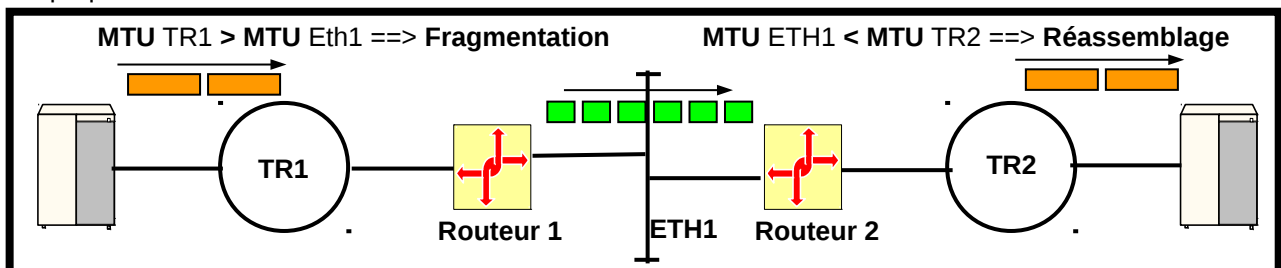 MTU TR1 > MTU Eth1 ==> Fragmentation
MTU ETH1 < MTU TR2 ==> Réassemblage
TR1
TR2
Routeur 1
ETH1
Routeur 2